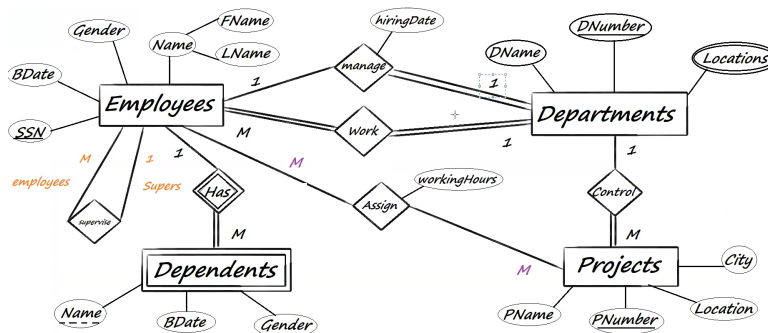 FName
hiringDate
Gender
DNumber
Name
LName
DName
Locations
BDate
manage
1
1
Employees
Departments
SSN
M
Work
1
M
1
M
1
employees
Supers
Has
workingHours
Control
Assign
supervise
M
M
Dependents
M
Projects
City
Name
BDate
Gender
PName
PNumber
Location